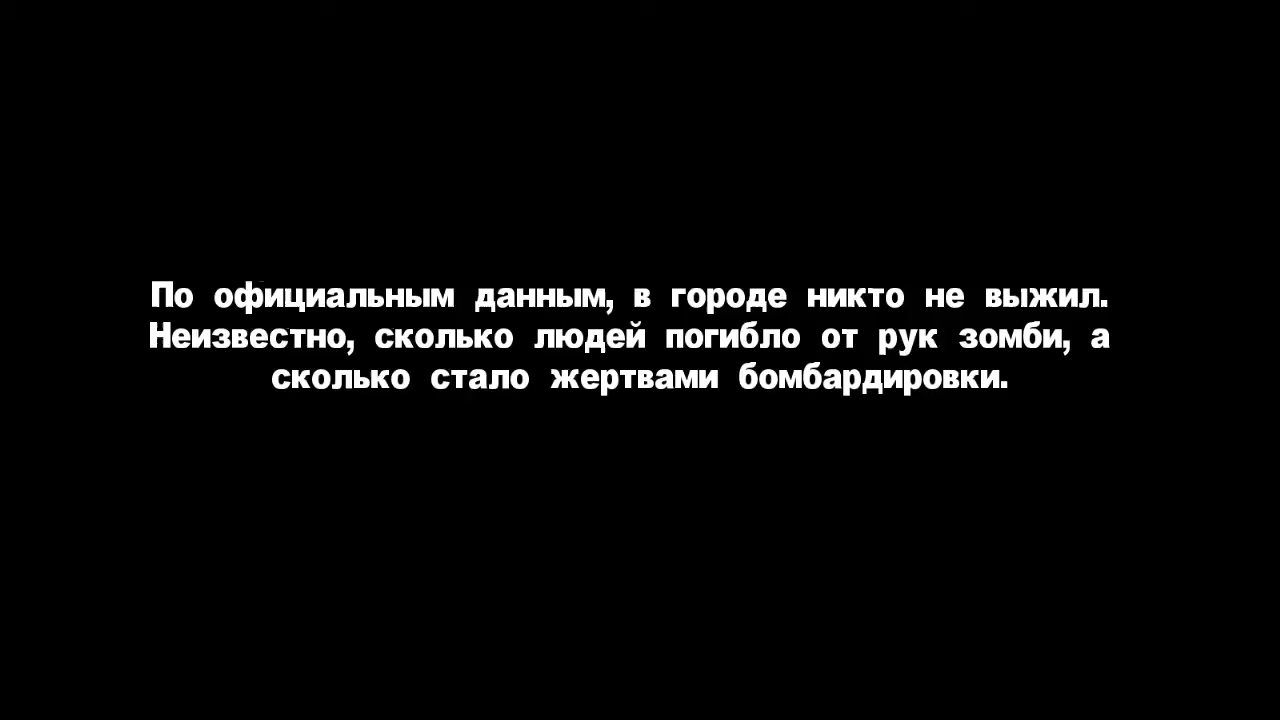 По официальным данным, в городе никто не выжил.
Неизвестно, сколько людей погибло от рук зомби, а
сколько стало жертвами бомбардировки.